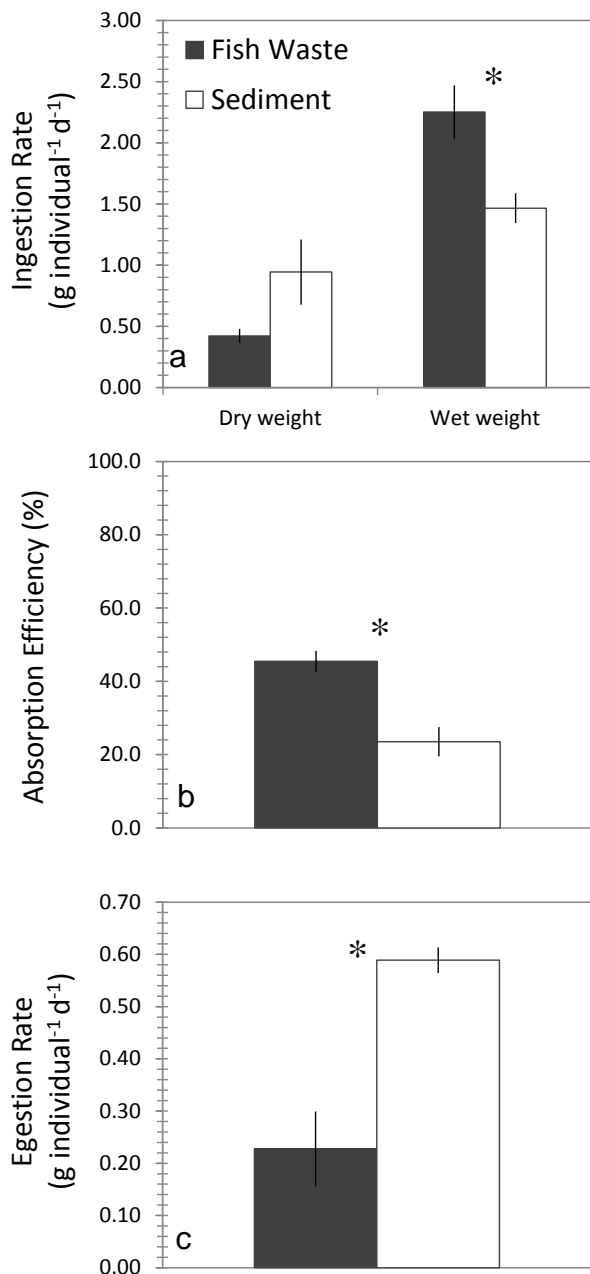 Ingestion Rate
(g individual⁻¹ d⁻¹)
3.00
2.50
2.00
1.50
1.00
0.50
0.00
Fish Waste
Sediment
*
a
Dry weight
Wet weight
Absorption Efficiency (%)
100.0
80.0
60.0
40.0
20.0
0.0
*
b
Egestion Rate
(g individual⁻¹ d⁻¹)
0.70
0.60
0.50
0.40
0.30
0.20
0.10
0.00
*
c